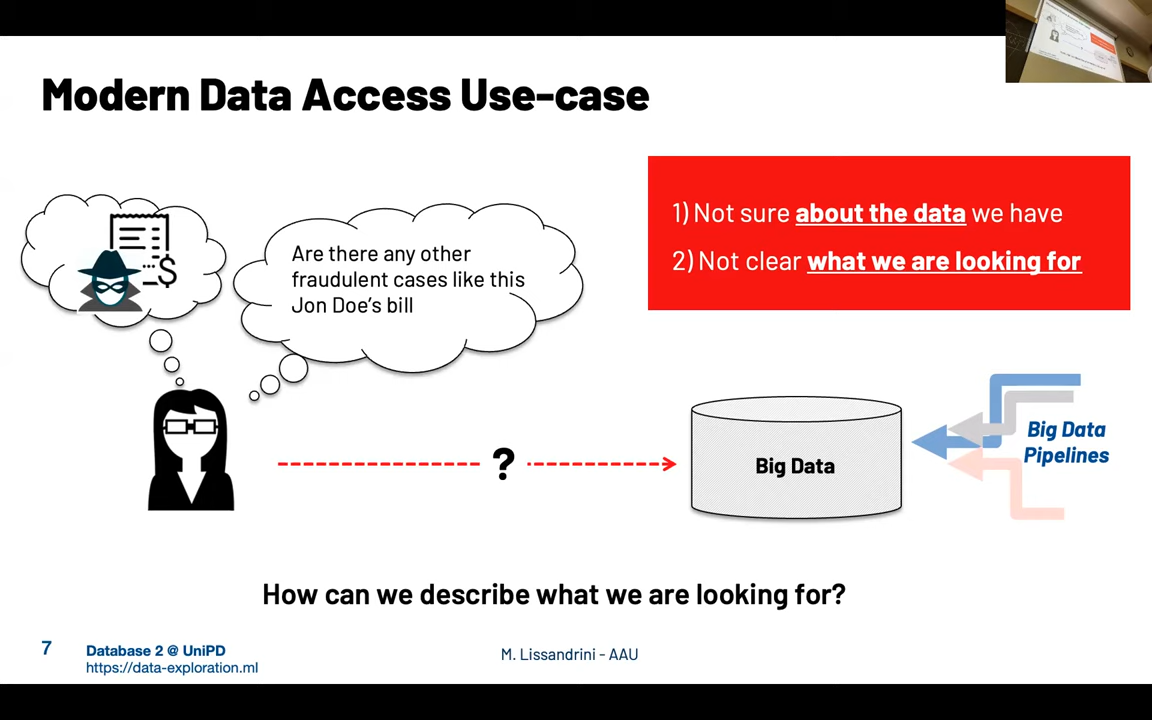 Modern Data Access Use-case
1) Not sure about the data we have
2) Not clear what we are looking for
Are there any other
fraudulent cases like this
Jon Doe's bill
$
?
Big Data
Big Data
Pipelines
How can we describe what we are looking for?
7
Database 2 @ UniPD
https://data-exploration.ml
M. Lissandrini - AAU